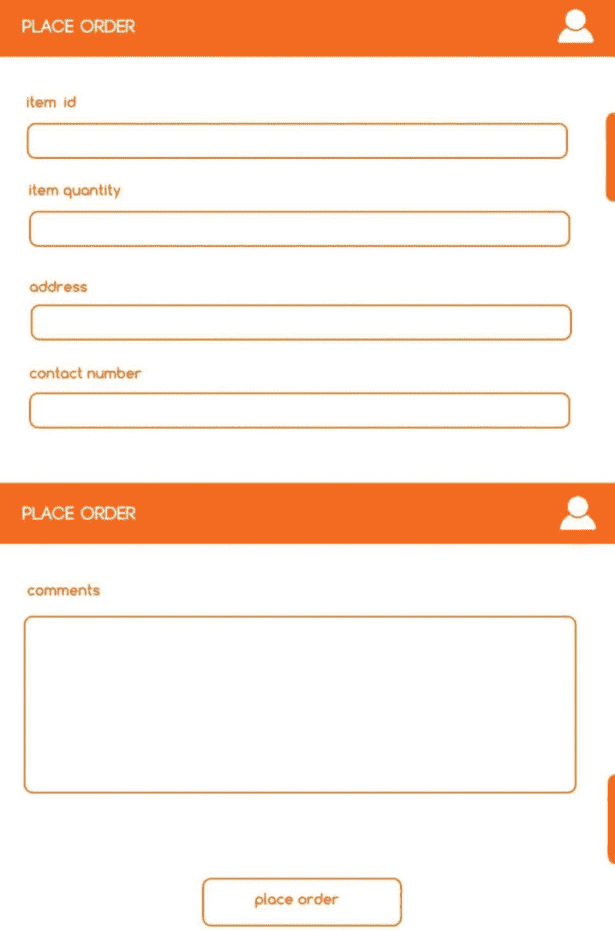 PLACE ORDER
item id
item quantity
address
contact number
PLACE ORDER
comments
place order